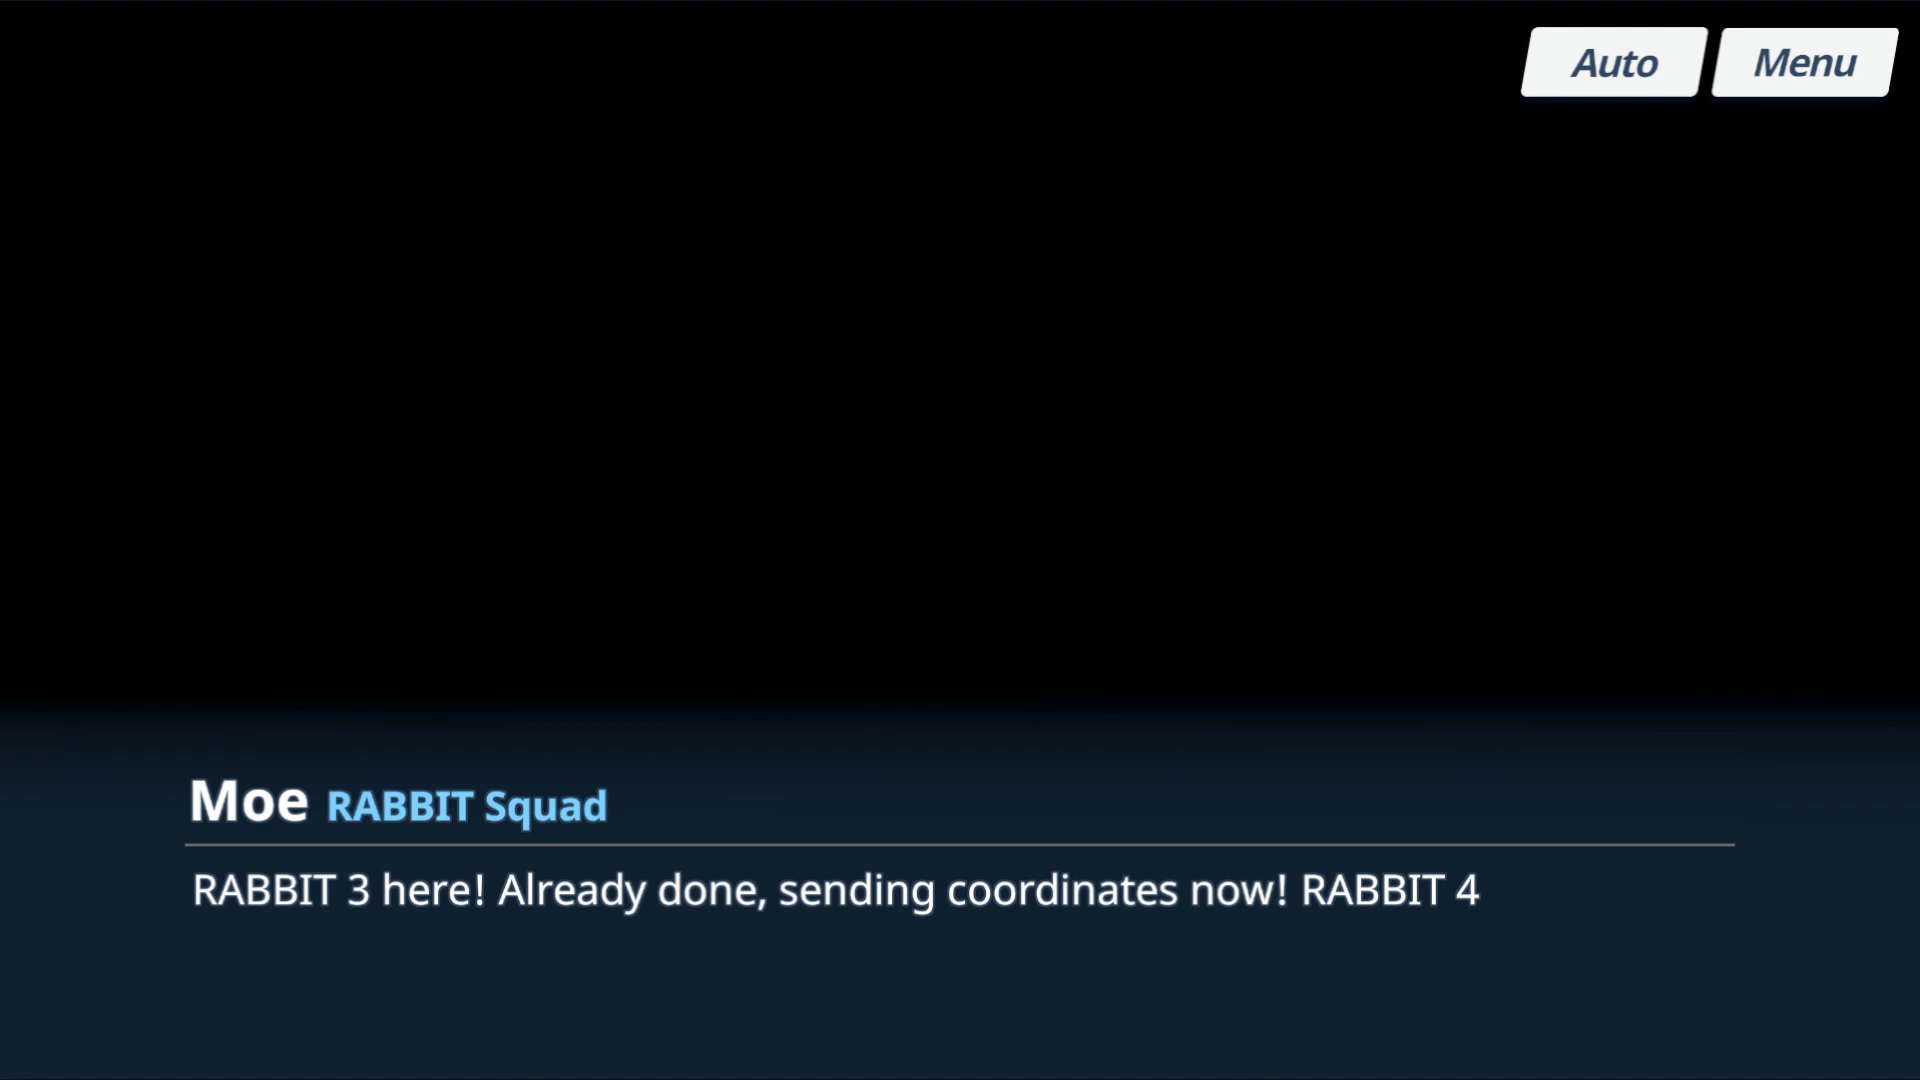 Auto Menu
Moe RABBIT Squad
RABBIT 3 here! Already done, sending coordinates now! RABBIT 4